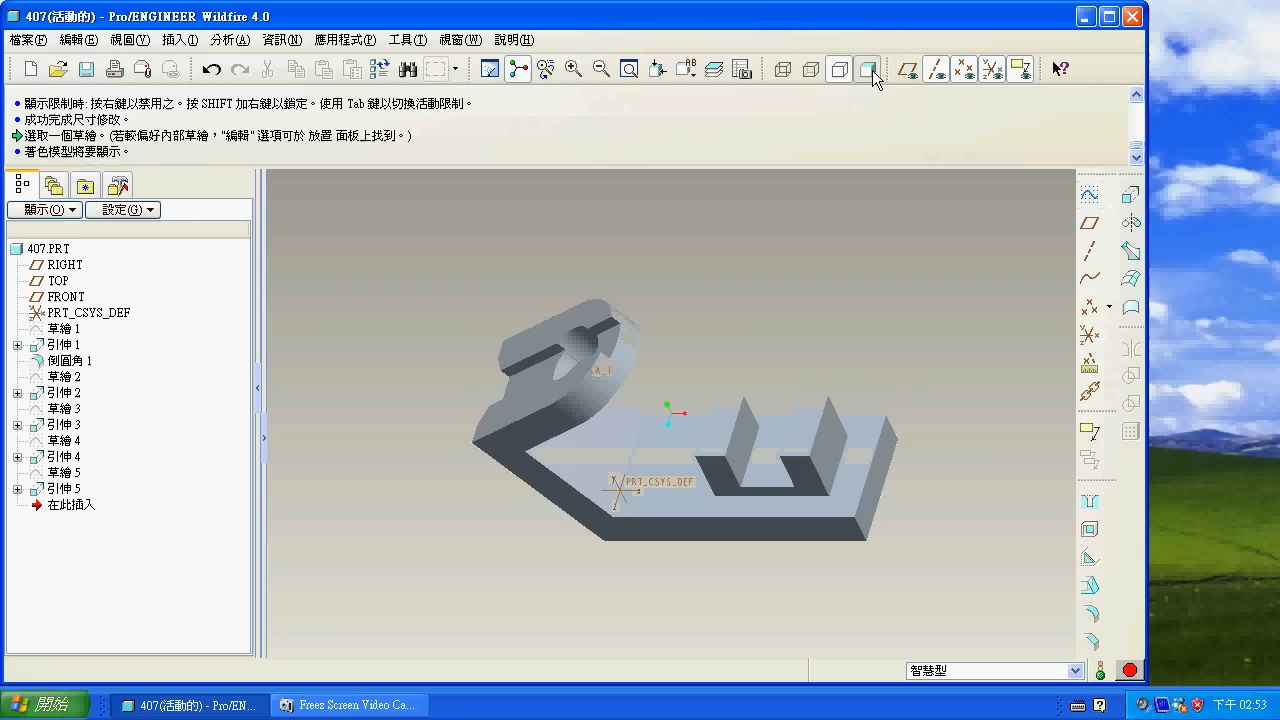 407(活動的) - Pro/ENGINEER Wildfire 4.0
檔案(F) 編輯(E) 視圖(V) 插入(I) 分析(A) 資訊(N) 應用程式(P) 工具(T) 視窗(W) 說明(H)
• 顯示限制時: 按右鍵以禁用之。按 SHIFT 加右鍵以鎖定。使用 Tab 鍵以切換活動限制。
• 成功完成尺寸修改。
選取一個草繪。(若較偏好內部草繪，"編輯" 選項可於 放置 面板上找到。)
• 著色模型將要顯示。
顯示(O) 設定(G)
407.PRT
RIGHT
TOP
FRONT
PRT_CSYS_DEF
草繪 1
引伸 1
倒圓角 1
草繪 2
引伸 2
草繪 3
引伸 3
草繪 4
引伸 4
草繪 5
引伸 5
在此插入
A_1
Y
PRT_CSYS_DEF
X
Z
智慧型
開始
407(活動的) - Pro/EN...
Freez Screen Video Ca...
下午 02:53